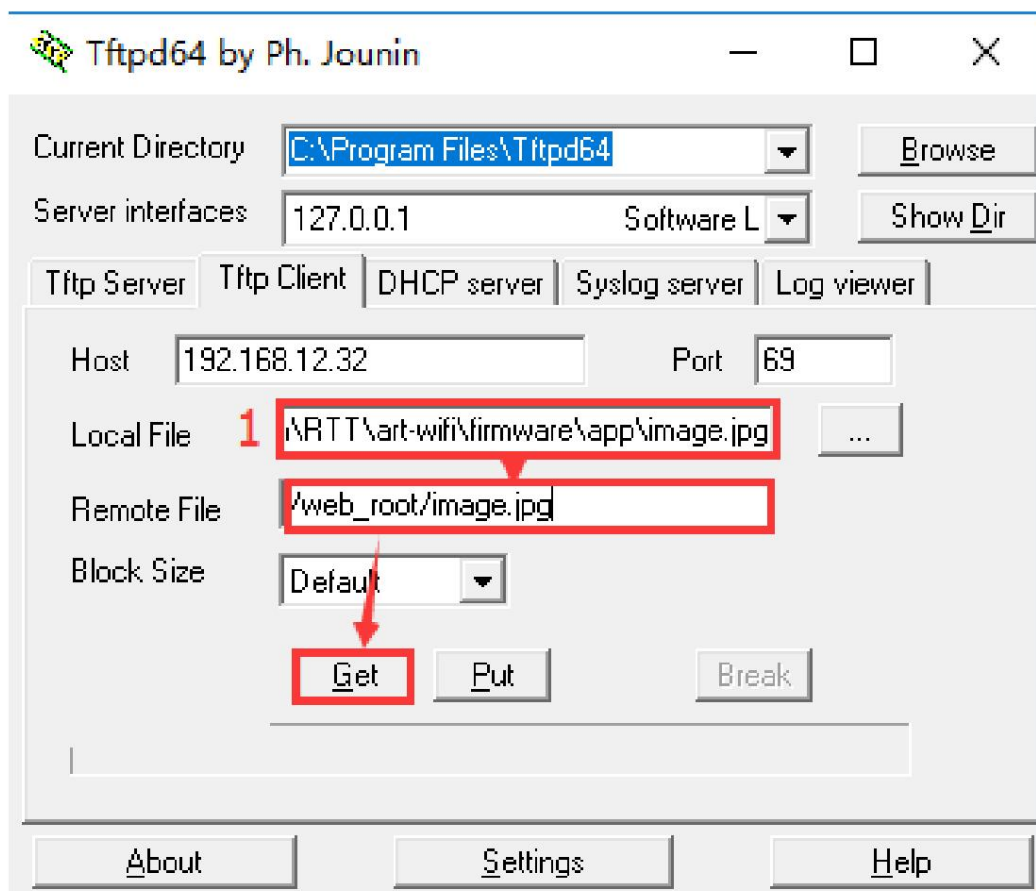 Tftpd64 by Ph. Jounin
Current Directory C:\Program Files\Tftpd64 Browse
Server interfaces 127.0.0.1 Software L Show Dir
Tftp Server Tftp Client DHCP server Syslog server Log viewer
Host 192.168.12.32 Port 69
Local File 1 \RTT\art-wifi\firmware\app\image.jpg ...
Remote File /web_root/image.jpg
Block Size Default
Get Put Break
About Settings Help